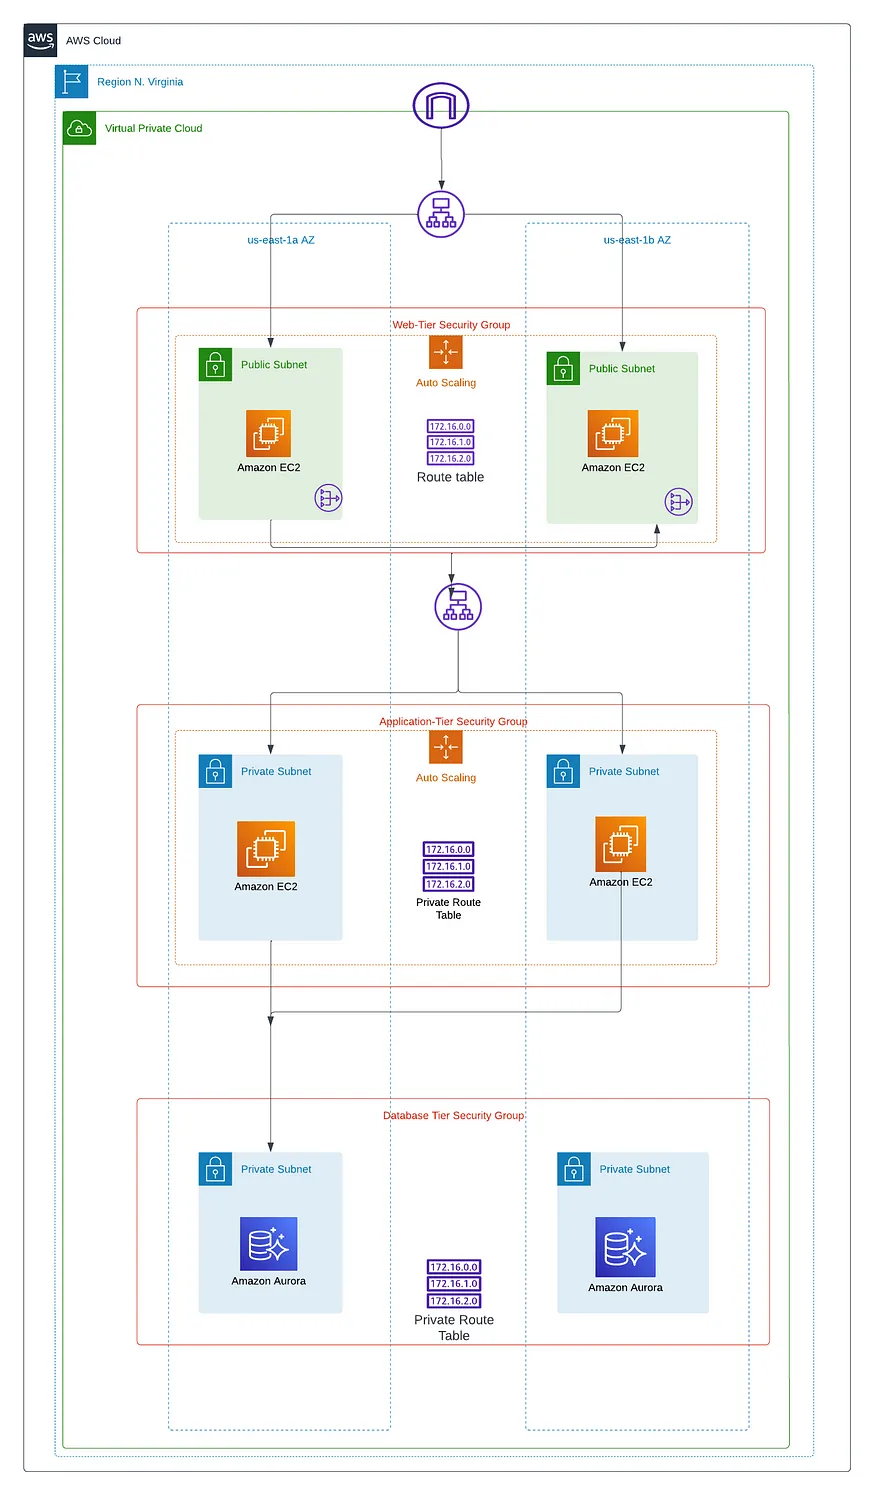 aws
AWS Cloud
Region N. Virginia
Virtual Private Cloud
us-east-1a AZ
us-east-1b AZ
Web-Tier Security Group
Public Subnet
Auto Scaling
Public Subnet
172.16.0.0
172.16.1.0
172.16.2.0
Route table
Amazon EC2
Amazon EC2
Application-Tier Security Group
Private Subnet
Auto Scaling
Private Subnet
172.16.0.0
172.16.1.0
172.16.2.0
Private Route
Table
Amazon EC2
Amazon EC2
Database Tier Security Group
Private Subnet
Private Subnet
Amazon Aurora
Amazon Aurora
172.16.0.0
172.16.1.0
172.16.2.0
Private Route
Table